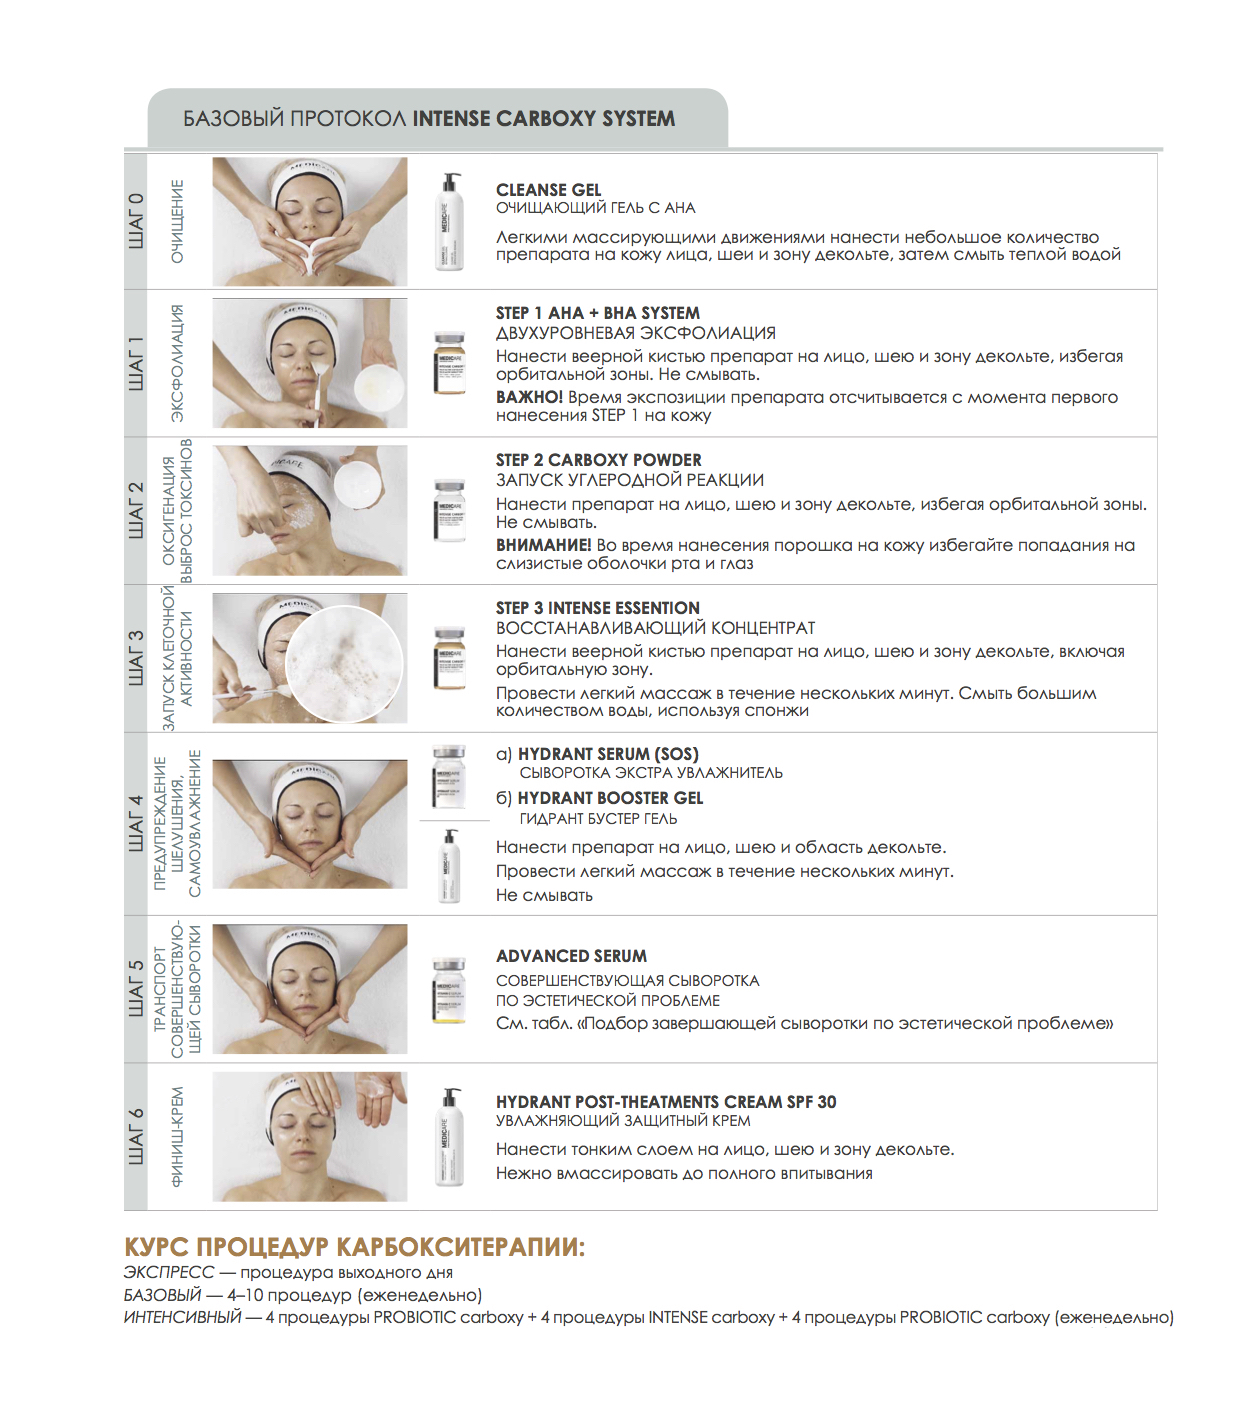 БАЗОВЫЙ ПРОТОКОЛ INTENSE CARBOXY SYSTEM
ШАГ 0
ОЧИЩЕНИЕ
MEDICARE
CLEANSE GEL
ОЧИЩАЮЩИЙ ГЕЛЬ С AHA
Легкими массирующими движениями нанести небольшое количество
препарата на кожу лица, шеи и зону декольте, затем смыть теплой водой
ШАГ 1
ЭКСФОЛИАЦИЯ
MEDICARE
STEP 1 AHA + BHA SYSTEM
ДВУХУРОВНЕВАЯ ЭКСФОЛИАЦИЯ
Нанести веерной кистью препарат на лицо, шею и зону декольте, избегая
орбитальной зоны. Не смывать.
ВАЖНО! Время экспозиции препарата отсчитывается с момента первого
нанесения STEP 1 на кожу
ШАГ 2
ОКСИГЕНАЦИЯ
ВЫБРОС ТОКСИНОВ
MEDICARE
STEP 2 CARBOXY POWDER
ЗАПУСК УГЛЕРОДНОЙ РЕАКЦИИ
Нанести препарат на лицо, шею и зону декольте, избегая орбитальной зоны.
Не смывать.
ВНИМАНИЕ! Во время нанесения порошка на кожу избегайте попадания на
слизистые оболочки рта и глаз
ШАГ 3
ЗАПУСК КЛЕТОЧНОЙ
АКТИВНОСТИ
MEDICARE
STEP 3 INTENSE ESSENTION
ВОССТАНАВЛИВАЮЩИЙ КОНЦЕНТРАТ
Нанести веерной кистью препарат на лицо, шею и зону декольте, включая
орбитальную зону.
Провести легкий массаж в течение нескольких минут. Смыть большим
количеством воды, используя спонжи
ШАГ 4
ПРЕДУПРЕЖДЕНИЕ
ШЕЛУШЕНИЯ,
САМОУВЛАЖНЕНИЕ
MEDICARE
а) HYDRANT SERUM (SOS)
СЫВОРОТКА ЭКСТРА УВЛАЖНИТЕЛЬ
б) HYDRANT BOOSTER GEL
ГИДРАНТ БУСТЕР ГЕЛЬ
Нанести препарат на лицо, шею и область декольте.
Провести легкий массаж в течение нескольких минут.
Не смывать
ШАГ 5
ТРАНСПОРТ
СОВЕРШЕНСТВУЮ-
ЩЕЙ СЫВОРОТКИ
MEDICARE
ADVANCED SERUM
СОВЕРШЕНСТВУЮЩАЯ СЫВОРОТКА
ПО ЭСТЕТИЧЕСКОЙ ПРОБЛЕМЕ
См. табл. «Подбор завершающей сыворотки по эстетической проблеме»
ШАГ 6
ФИНИШ-КРЕМ
MEDICARE
HYDRANT POST-TREATMENTS CREAM SPF 30
УВЛАЖНЯЮЩИЙ ЗАЩИТНЫЙ КРЕМ
Нанести тонким слоем на лицо, шею и зону декольте.
Нежно вмассировать до полного впитывания
КУРС ПРОЦЕДУР КАРБОКСИТЕРАПИИ:
ЭКСПРЕСС — процедура выходного дня
БАЗОВЫЙ — 4–10 процедур (еженедельно)
ИНТЕНСИВНЫЙ — 4 процедуры PROBIOTIC carboxy + 4 процедуры INTENSE carboxy + 4 процедуры PROBIOTIC carboxy (еженедельно)